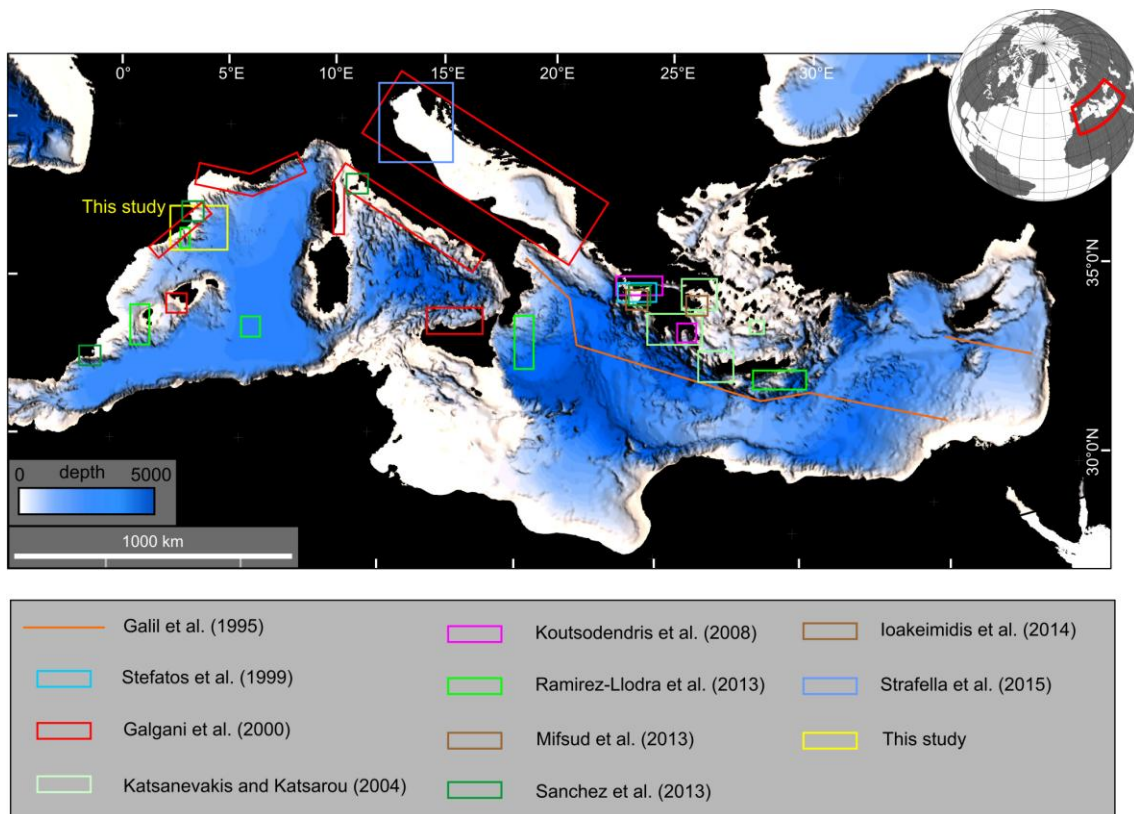 0° 5°E 10°E 15°E 20°E 25°E 30°E
This study
35°0'N
30°0'N
depth
0 5000
1000 km
Galil et al. (1995)
Stefatos et al. (1999)
Galgani et al. (2000)
Katsanevakis and Katsarou (2004)
Koutsodendris et al. (2008)
Ramirez-Llodra et al. (2013)
Mifsud et al. (2013)
Sanchez et al. (2013)
Ioakeimidis et al. (2014)
Strafella et al. (2015)
This study